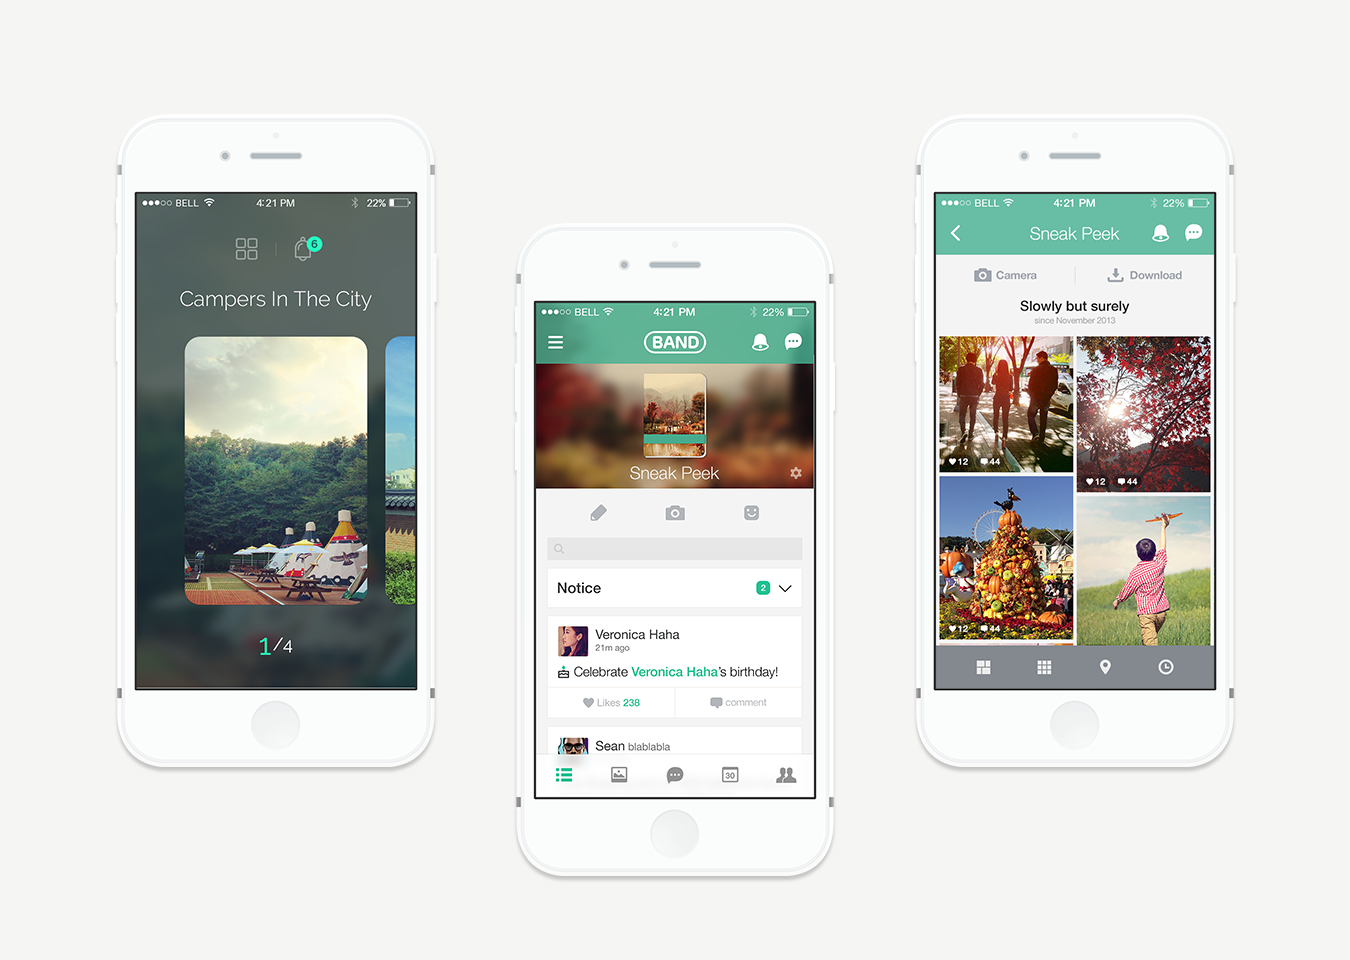 BELL 4:21 PM 22%
6
Campers In The City
1/4
BELL 4:21 PM 22%
BAND
Sneak Peek
Notice 2
Veronica Haha
21m ago
Celebrate Veronica Haha's birthday!
Likes 238 comment
Sean blablabla
30
BELL 4:21 PM 22%
Sneak Peek
Camera Download
Slowly but surely
since November 2013
12 44
12 44
12 44